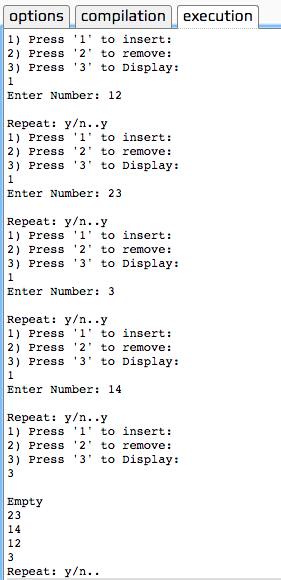 options compilation execution
1) Press '1' to insert:
2) Press '2' to remove:
3) Press '3' to Display:
1
Enter Number: 12
Repeat: y/n..y
1) Press '1' to insert:
2) Press '2' to remove:
3) Press '3' to Display:
1
Enter Number: 23
Repeat: y/n..y
1) Press '1' to insert:
2) Press '2' to remove:
3) Press '3' to Display:
1
Enter Number: 3
Repeat: y/n..y
1) Press '1' to insert:
2) Press '2' to remove:
3) Press '3' to Display:
1
Enter Number: 14
Repeat: y/n..y
1) Press '1' to insert:
2) Press '2' to remove:
3) Press '3' to Display:
3
Empty
23
14
12
3
Repeat: y/n..